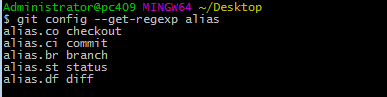 Administrator@pc409 MINGW64 ~/Desktop
$ git config --get-regexp alias
alias.co checkout
alias.ci commit
alias.br branch
alias.st status
alias.df diff